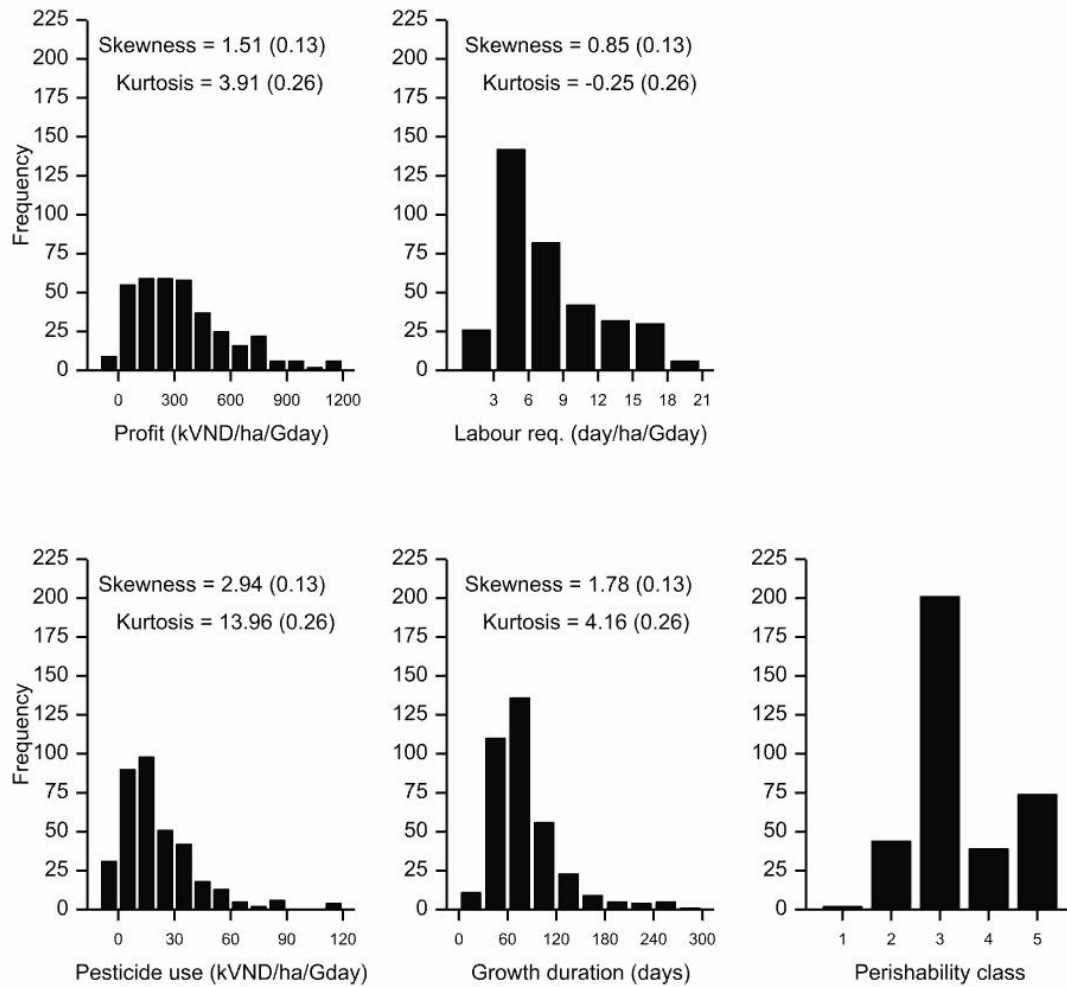 225
200
175
150
125
100
75
50
25
0
Frequency
Skewness = 1.51 (0.13)
Kurtosis = 3.91 (0.26)
0 300 600 900 1200
Profit (kVND/ha/Gday)
225
200
175
150
125
100
75
50
25
0
Skewness = 0.85 (0.13)
Kurtosis = -0.25 (0.26)
3 6 9 12 15 18 21
Labour req. (day/ha/Gday)
225
200
175
150
125
100
75
50
25
0
Frequency
Skewness = 2.94 (0.13)
Kurtosis = 13.96 (0.26)
0 30 60 90 120
Pesticide use (kVND/ha/Gday)
225
200
175
150
125
100
75
50
25
0
Skewness = 1.78 (0.13)
Kurtosis = 4.16 (0.26)
0 60 120 180 240 300
Growth duration (days)
225
200
175
150
125
100
75
50
25
0
1 2 3 4 5
Perishability class